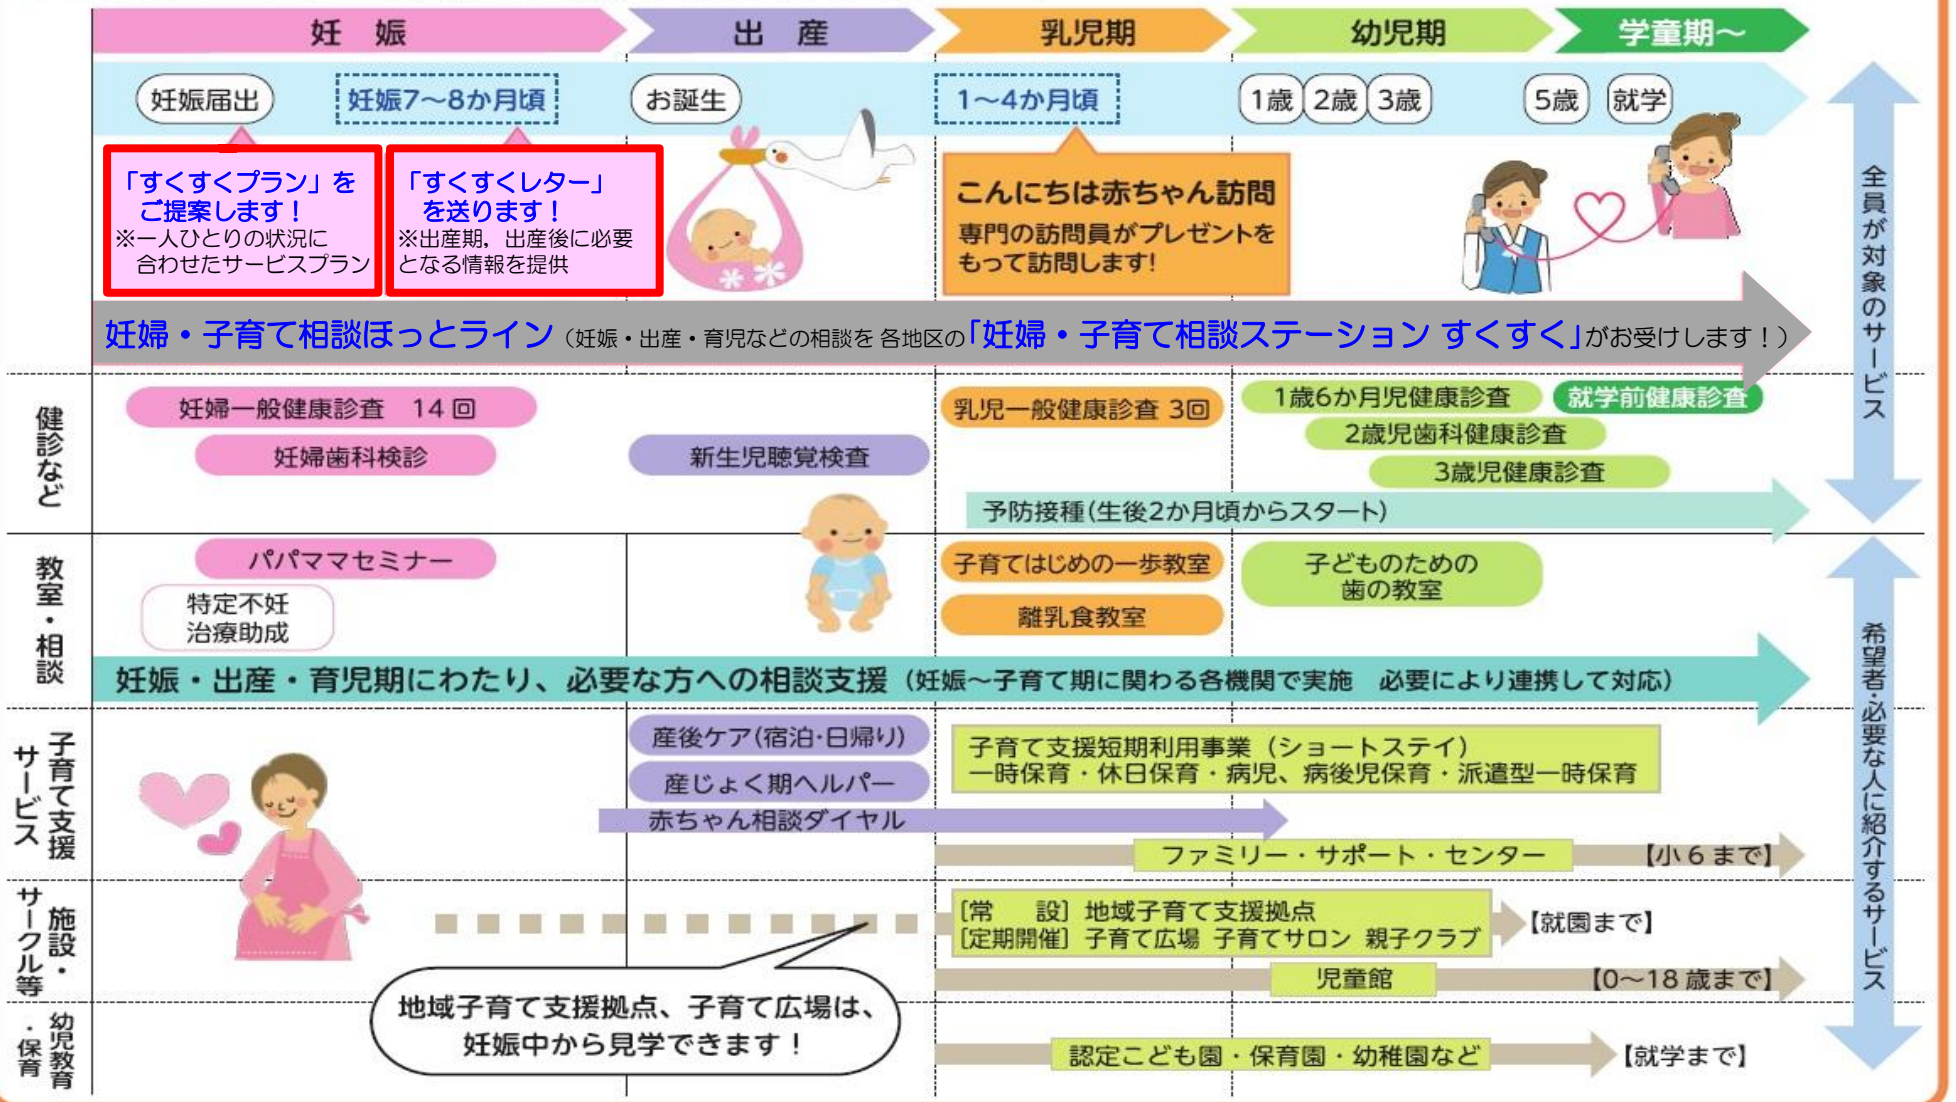 妊 娠
出 産
乳児期
幼児期
学童期～
妊娠届出
妊娠7～8か月頃
お誕生
1～4か月頃
1歳
2歳
3歳
5歳
就学
「すくすくプラン」を
ご提案します！
※一人ひとりの状況に
合わせたサービスプラン
「すくすくレター」
を送ります！
※出産期，出産後に必要
となる情報を提供
こんにちは赤ちゃん訪問
専門の訪問員がプレゼントを
もって訪問します!
妊婦・子育て相談ほっとライン（妊娠・出産・育児などの相談を 各地区の「妊婦・子育て相談ステーション すくすく」がお受けします！）
全員が対象のサービス
健診など
妊婦一般健康診査 14回
妊婦歯科検診
新生児聴覚検査
乳児一般健康診査 3回
1歳6か月児健康診査
就学前健康診査
2歳児歯科健康診査
3歳児健康診査
予防接種(生後2か月頃からスタート)
教室・相談
パパママセミナー
特定不妊
治療助成
子育てはじめの一歩教室
離乳食教室
子どものための
歯の教室
妊娠・出産・育児期にわたり、必要な方への相談支援（妊娠～子育て期に関わる各機関で実施 必要により連携して対応）
希望者・必要な人に紹介するサービス
子育て支援
サービス
産後ケア(宿泊・日帰り)
産じょく期ヘルパー
赤ちゃん相談ダイヤル
子育て支援短期利用事業（ショートステイ）
一時保育・休日保育・病児、病後児保育・派遣型一時保育
ファミリー・サポート・センター
【小6まで】
施設・
サークル等
［常 設］地域子育て支援拠点
［定期開催］子育て広場 子育てサロン 親子クラブ
【就園まで】
児童館
【0～18歳まで】
地域子育て支援拠点、子育て広場は、
妊娠中から見学できます！
幼児教育
・保育
認定こども園・保育園・幼稚園など
【就学まで】